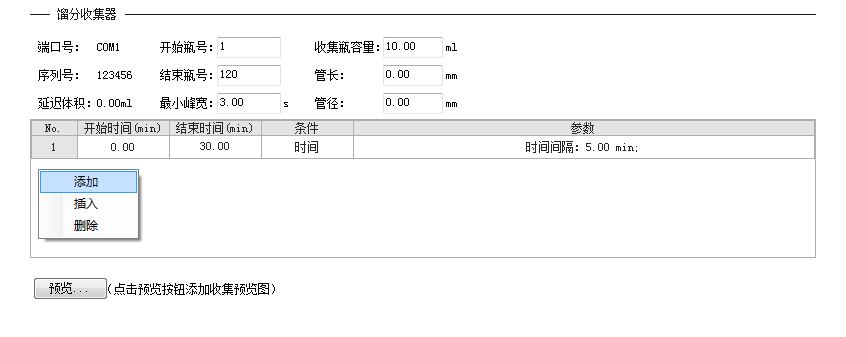 馏分收集器
端口号： COM1 开始瓶号：1 收集瓶容量：10.00 ml
序列号： 123456 结束瓶号：120 管长： 0.00 mm
延迟体积：0.00ml 最小峰宽：3.00 s 管径： 0.00 mm
No. 开始时间(min) 结束时间(min) 条件 参数
1 0.00 30.00 时间 时间间隔：5.00 min;
添加
插入
删除
预览... (点击预览按钮添加收集预览图)